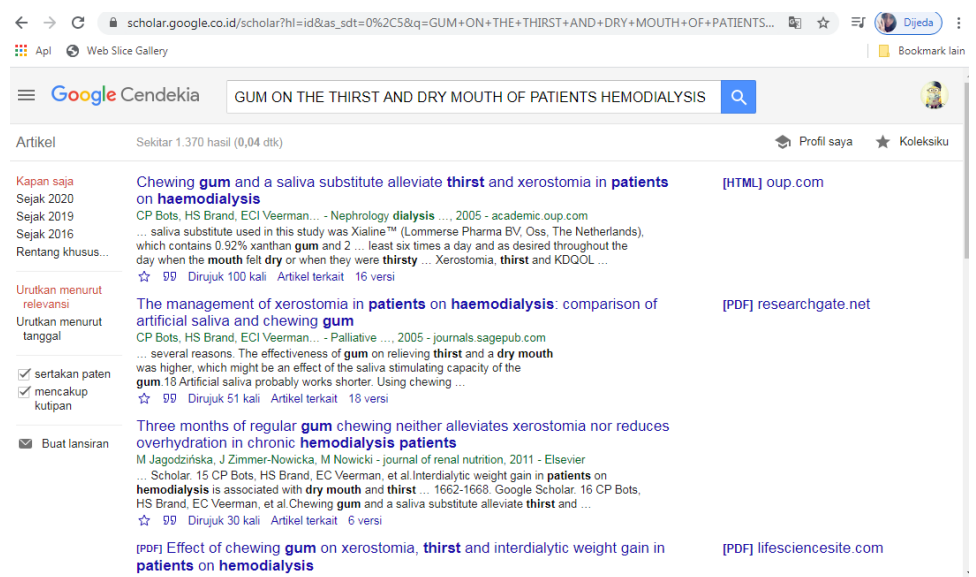 scholar.google.co.id/scholar?hl=id&as_sdt=0%2C5&q=GUM+ON+THE+THIRST+AND+DRY+MOUTH+OF+PATIENTS...
Dijeda
Apl
Web Slice Gallery
Bookmark lain
Google Cendekia
GUM ON THE THIRST AND DRY MOUTH OF PATIENTS HEMODIALYSIS
Artikel
Sekitar 1.370 hasil (0,04 dtk)
Profil saya
Koleksiku
Kapan saja
Sejak 2020
Sejak 2019
Sejak 2016
Rentang khusus...
Urutkan menurut
relevansi
Urutkan menurut
tanggal
sertakan paten
mencakup
kutipan
Buat lansiran
Chewing gum and a saliva substitute alleviate thirst and xerostomia in patients
on haemodialysis
CP Bots, HS Brand, ECI Veerman... - Nephrology dialysis ..., 2005 - academic.oup.com
... saliva substitute used in this study was Xialine™ (Lommerse Pharma BV, Oss, The Netherlands),
which contains 0.92% xanthan gum and 2 ... least six times a day and as desired throughout the
day when the mouth felt dry or when they were thirsty ... Xerostomia, thirst and KDQOL ...
Dirujuk 100 kali Artikel terkait 16 versi
[HTML] oup.com
The management of xerostomia in patients on haemodialysis: comparison of
artificial saliva and chewing gum
CP Bots, HS Brand, ECI Veerman... - Palliative ..., 2005 - journals.sagepub.com
... several reasons. The effectiveness of gum on relieving thirst and a dry mouth
was higher, which might be an effect of the saliva stimulating capacity of the
gum.18 Artificial saliva probably works shorter. Using chewing ...
Dirujuk 51 kali Artikel terkait 18 versi
[PDF] researchgate.net
Three months of regular gum chewing neither alleviates xerostomia nor reduces
overhydration in chronic hemodialysis patients
M Jagodzińska, J Zimmer-Nowicka, M Nowicki - journal of renal nutrition, 2011 - Elsevier
... Scholar. 15 CP Bots, HS Brand, EC Veerman, et al.Interdialytic weight gain in patients on
hemodialysis is associated with dry mouth and thirst ... 1662-1668. Google Scholar. 16 CP Bots,
HS Brand, EC Veerman, et al.Chewing gum and a saliva substitute alleviate thirst and ...
Dirujuk 30 kali Artikel terkait 6 versi
[PDF] Effect of chewing gum on xerostomia, thirst and interdialytic weight gain in
patients on hemodialysis
[PDF] lifesciencesite.com